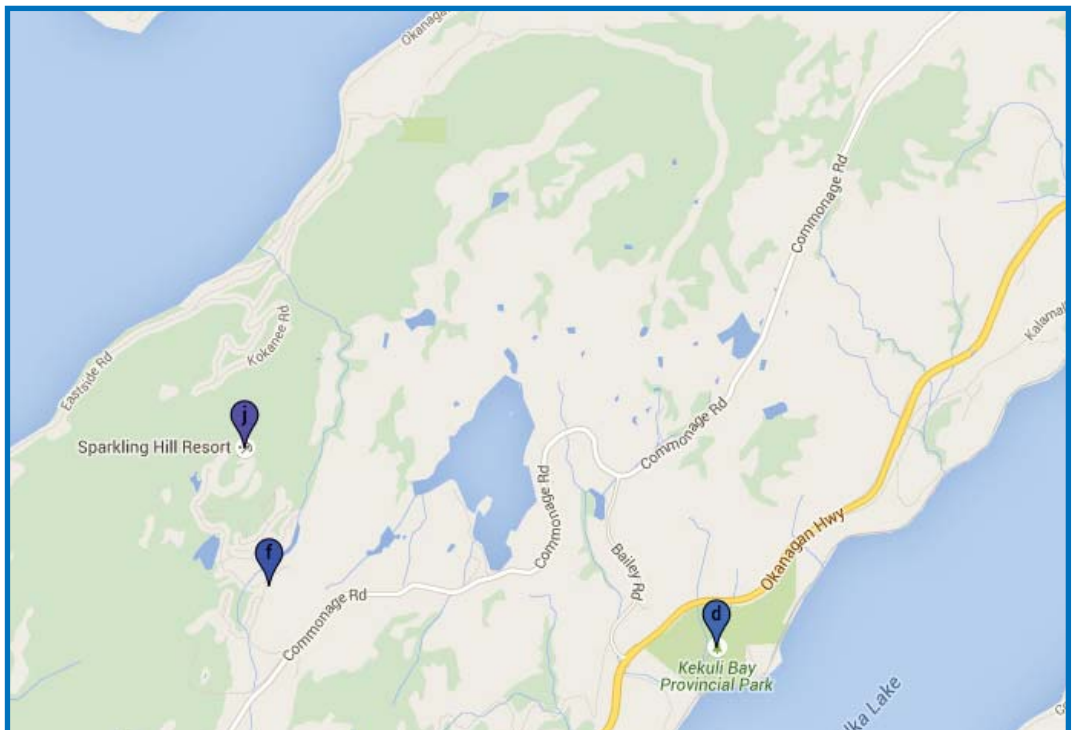 Okanagan
Commonage Rd
Kokanee Rd
Eastside Rd
j
Sparkling Hill Resort
Commonage Rd
Commonage Rd
Okanagan Hwy
f
Bailey Rd
Commonage Rd
d
Kekuli Bay
Provincial Park
Lake